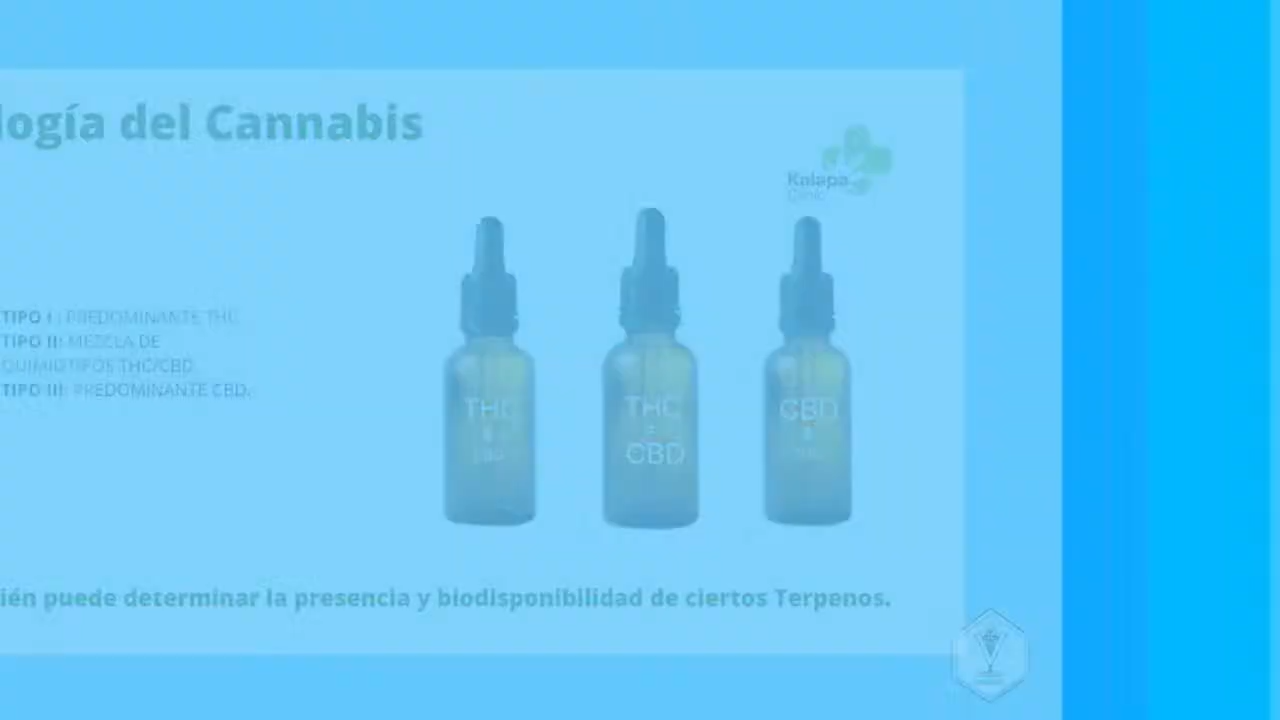 logía del Cannabis
Kalapa
Clinic
TIPO I : PREDOMINANTE THC.
TIPO II: MEZCLA DE
QUIMIOTIPOS THC/CBD.
TIPO III: PREDOMINANTE CBD.
THC
THC
=
CBD
CBD
ién puede determinar la presencia y biodisponibilidad de ciertos Terpenos.